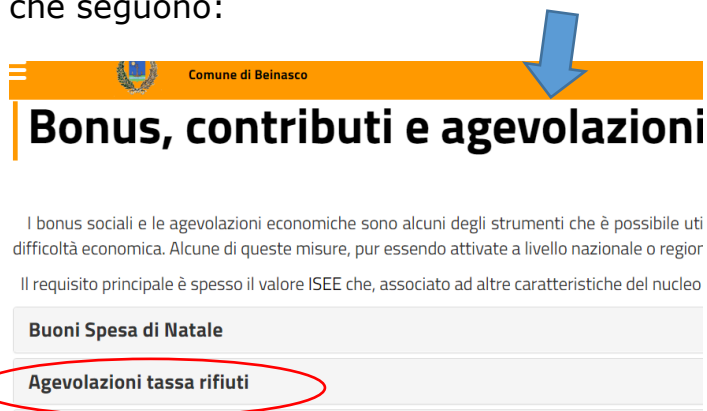 che seguono:
Comune di Beinasco
Bonus, contributi e agevolazioni
I bonus sociali e le agevolazioni economiche sono alcuni degli strumenti che è possibile uti
difficoltà economica. Alcune di queste misure, pur essendo attivate a livello nazionale o region
Il requisito principale è spesso il valore ISEE che, associato ad altre caratteristiche del nucleo
Buoni Spesa di Natale
Agevolazioni tassa rifiuti